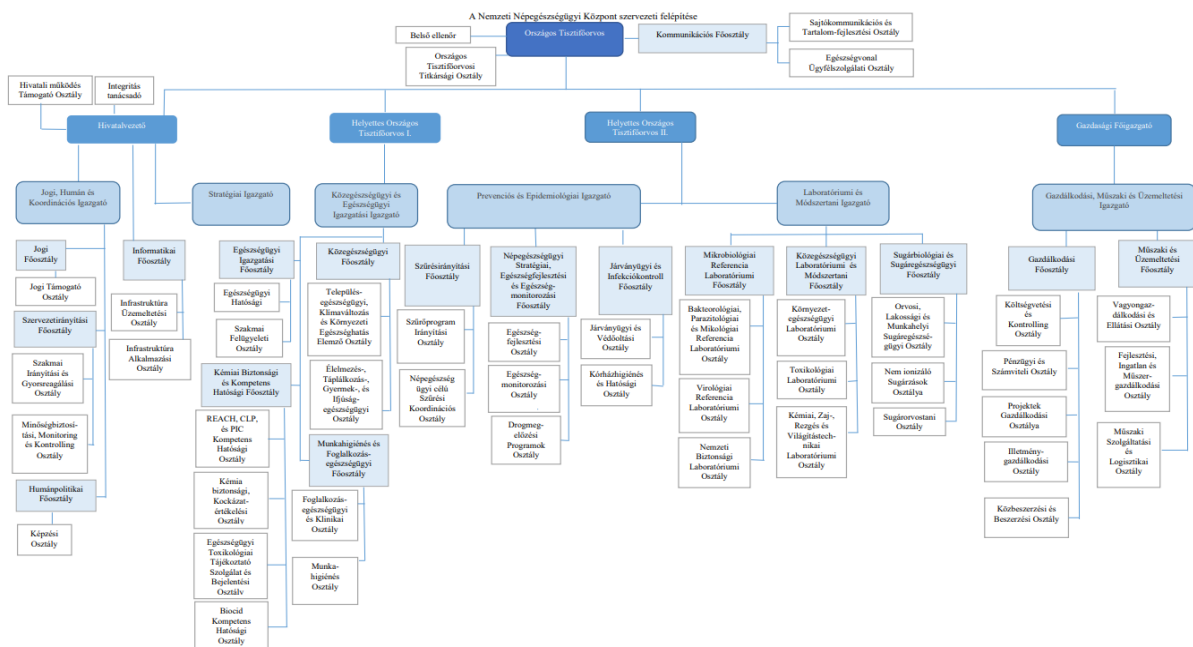 A Nemzeti Népegészségügyi Központ szervezeti felépítése
Belső ellenőr
Országos Tisztifőorvos
Kommunikációs Főosztály
Sajtókommunikációs és
Tartalom-fejlesztési Osztály
Országos
Tisztifőorvosi
Titkársági Osztály
Egészségvonal
Ügyfélszolgálati Osztály
Hivatali működés
Támogató Osztály
Integritás
tanácsadó
Hivatalvezető
Helyettes Országos
Tisztifőorvos I.
Helyettes Országos
Tisztifőorvos II.
Gazdasági Főigazgató
Jogi, Humán és
Koordinációs Igazgató
Stratégiai Igazgató
Közegészségügyi és
Egészségügyi
Igazgatási Igazgató
Prevenciós és Epidemiológiai Igazgató
Laboratóriumi és
Módszertani Igazgató
Gazdálkodási, Műszaki és Üzemeltetési
Igazgató
Jogi
Főosztály
Jogi Támogató
Osztály
Szervezetirányítási
Főosztály
Szakmai
Irányítási és
Gyorsreagálási
Osztály
Minőségbiztosí-
tási, Monitoring
és Kontrolling
Osztály
Humánpolitikai
Főosztály
Képzési
Osztály
Informatikai
Főosztály
Infrastruktúra
Üzemeltetési
Osztály
Infrastruktúra
Alkalmazási
Osztály
Egészségügyi
Igazgatási Főosztály
Egészségügyi
Hatósági
Szakmai
Felügyeleti
Osztály
Kémiai Biztonsági
és Kompetens
Hatósági Főosztály
REACH, CLP,
és PIC
Kompetens
Hatósági
Osztály
Kémia
biztonsági,
Kockázat-
értékelési
Osztály
Egészségügyi
Toxikológiai
Tájékoztató
Szolgálat és
Bejelentési
Osztály
Biocid
Kompetens
Hatósági
Osztály
Közegészségügyi
Főosztály
Település-
egészségügyi,
Klímaváltozás
és Környezeti
Egészséghatás
Elemző Osztály
Élelmezés-,
Táplálkozás-,
Gyermek-, és
Ifjúság-
egészségügyi
Osztály
Munkahigiénés és
Foglalkozás-
egészségügyi
Főosztály
Foglalkozás-
egészségügyi
és Klinikai
Osztály
Munka-
higiénés
Osztály
Szűrésirányítási
Főosztály
Szűrőprogram
Irányítási
Osztály
Népegészség
ügyi célú
Szűrési
Koordinációs
Osztály
Népegészségügyi
Stratégiai,
Egészségfejlesztési
és Egészség-
monitorozási
Főosztály
Egészség-
fejlesztési
Osztály
Egészség-
monitorozási
Osztály
Drogmeg-
előzési
Programok
Osztály
Járványügyi és
Infekciókontroll
Főosztály
Járványügyi és
Védőoltási
Osztály
Kórházhigiénés
és Hatósági
Osztály
Mikrobiológiai
Referencia
Laboratóriumi
Főosztály
Bakteorológiai,
Parazitológiai
és Mikológiai
Referencia
Laboratóriumi
Osztály
Virológiai
Referencia
Laboratóriumi
Osztály
Nemzeti
Biztonsági
Laboratóriumi
Osztály
Közegészségügyi
Laboratóriumi és
Módszertani
Főosztály
Környezet-
egészségügyi
Laboratóriumi
Osztály
Toxikológiai
Laboratóriumi
Osztály
Kémiai, Zaj-,
Rezgés és
Világítástech-
nikai
Laboratóriumi
Osztály
Sugárbiológiai és
Sugáregészségügyi
Főosztály
Orvosi,
Lakossági és
Munkahelyi
Sugáregészsé-
gügyi Osztály
Nem ionizáló
Sugárzások
Osztálya
Sugárorvostani
Osztály
Gazdálkodási
Főosztály
Költségvetési
és
Kontrolling
Osztály
Pénzügyi és
Számviteli Osztály
Projektek
Gazdálkodási
Osztálya
Illetmény-
gazdálkodási
Osztály
Közbeszerzési és
Beszerzési Osztály
Műszaki és
Üzemeltetési
Főosztály
Vagyongaz-
dálkodási és
Ellátási Osztály
Fejlesztési,
Ingatlan és
Műszer-
gazdálkodási
Osztály
Műszaki
Szolgáltatási
és
Logisztikai
Osztály